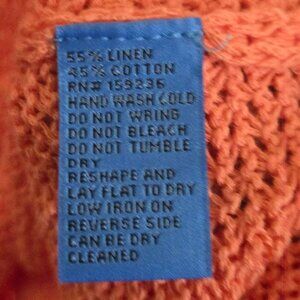 55% LINEN
45% COTTON
RN# 159236
HAND WASH COLD
DO NOT WRING
DO NOT BLEACH
DO NOT TUMBLE
DRY
RESHAPE AND
LAY FLAT TO DRY
LOW IRON ON
REVERSE SIDE
CAN BE DRY
CLEANED